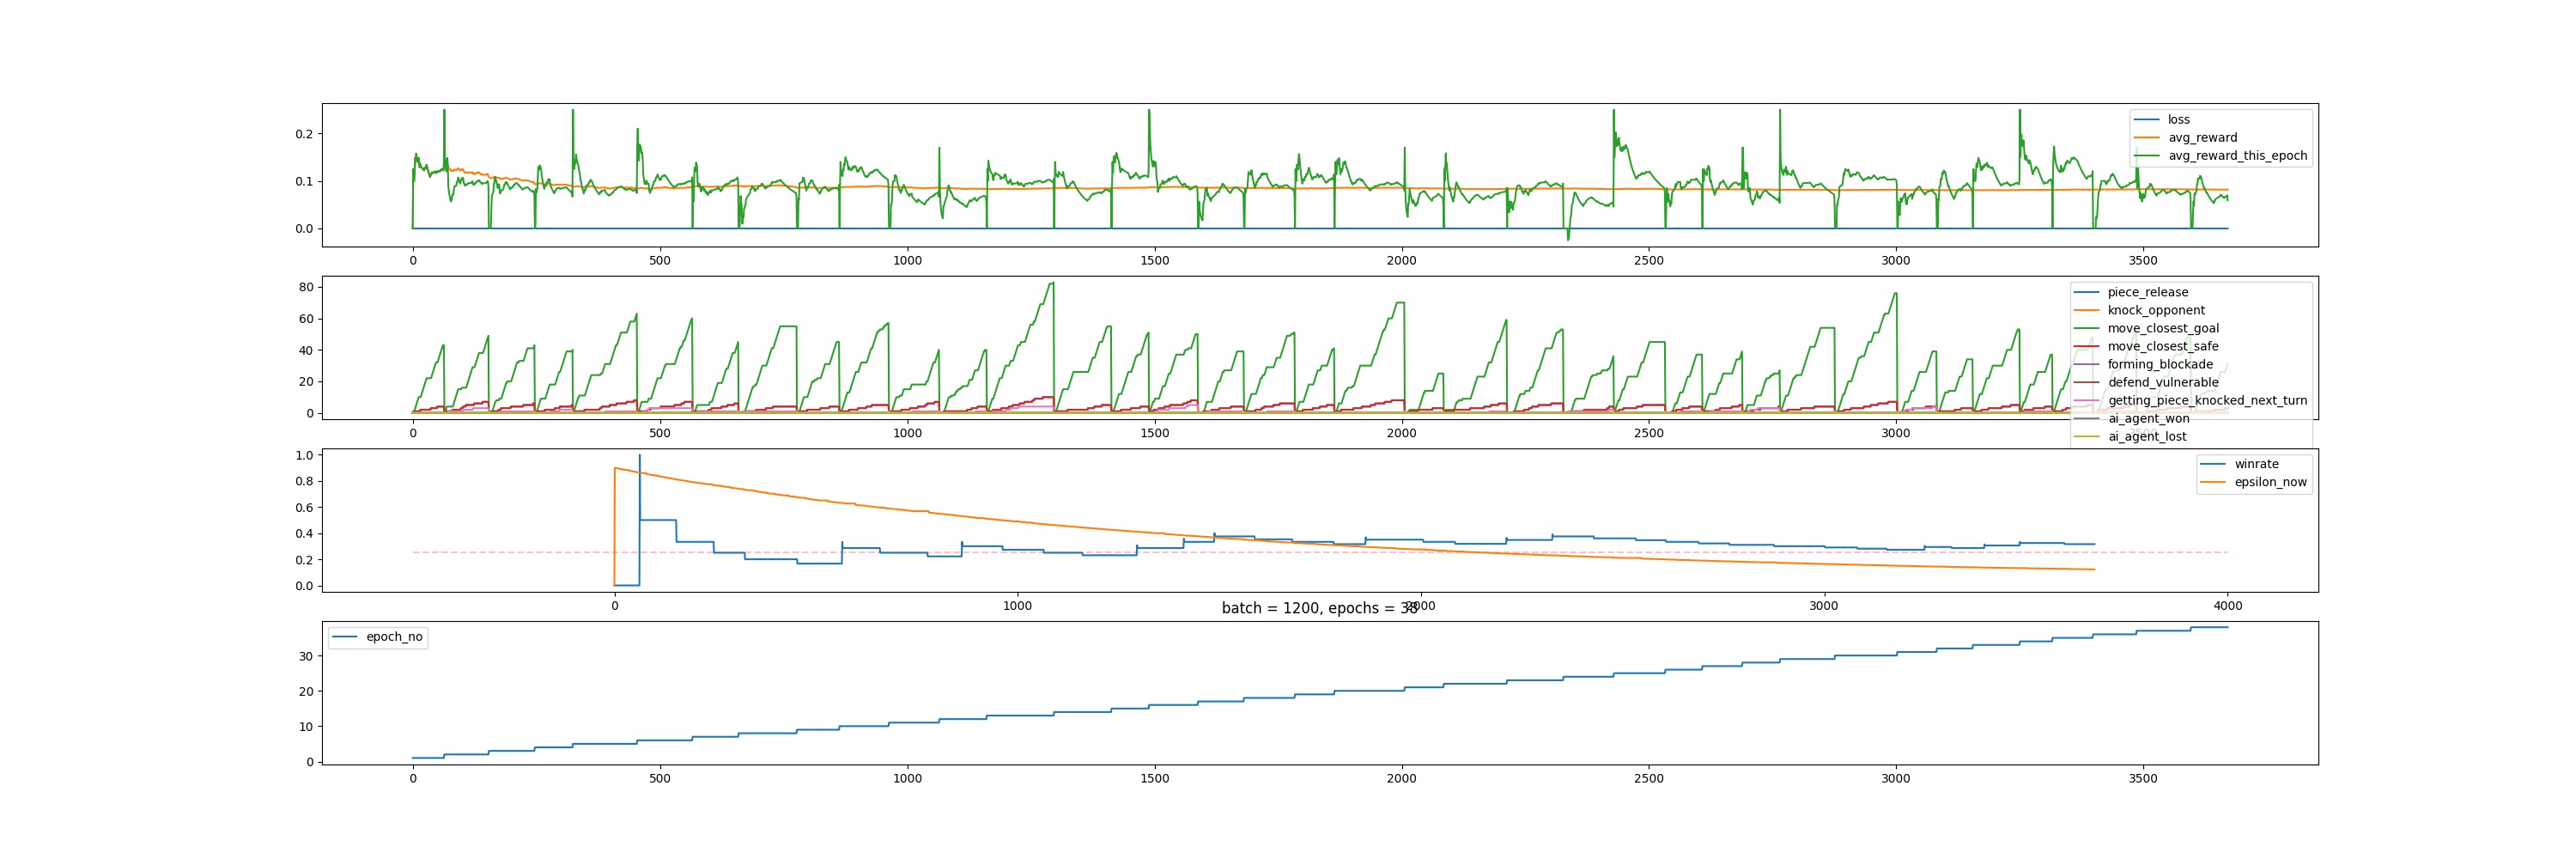 loss
avg_reward
avg_reward_this_epoch
0.2
0.1
0.0
0 500 1000 1500 2000 2500 3000 3500
piece_release
knock_opponent
move_closest_goal
move_closest_safe
forming_blockade
defend_vulnerable
getting_piece_knocked_next_turn
ai_agent_won
ai_agent_lost
80
60
40
20
0
0 500 1000 1500 2000 2500 3000 3500
winrate
epsilon_now
1.0
0.8
0.6
0.4
0.2
0.0
0 1000 2000 3000 4000
batch = 1200, epochs = 38
epoch_no
30
20
10
0
0 500 1000 1500 2000 2500 3000 3500